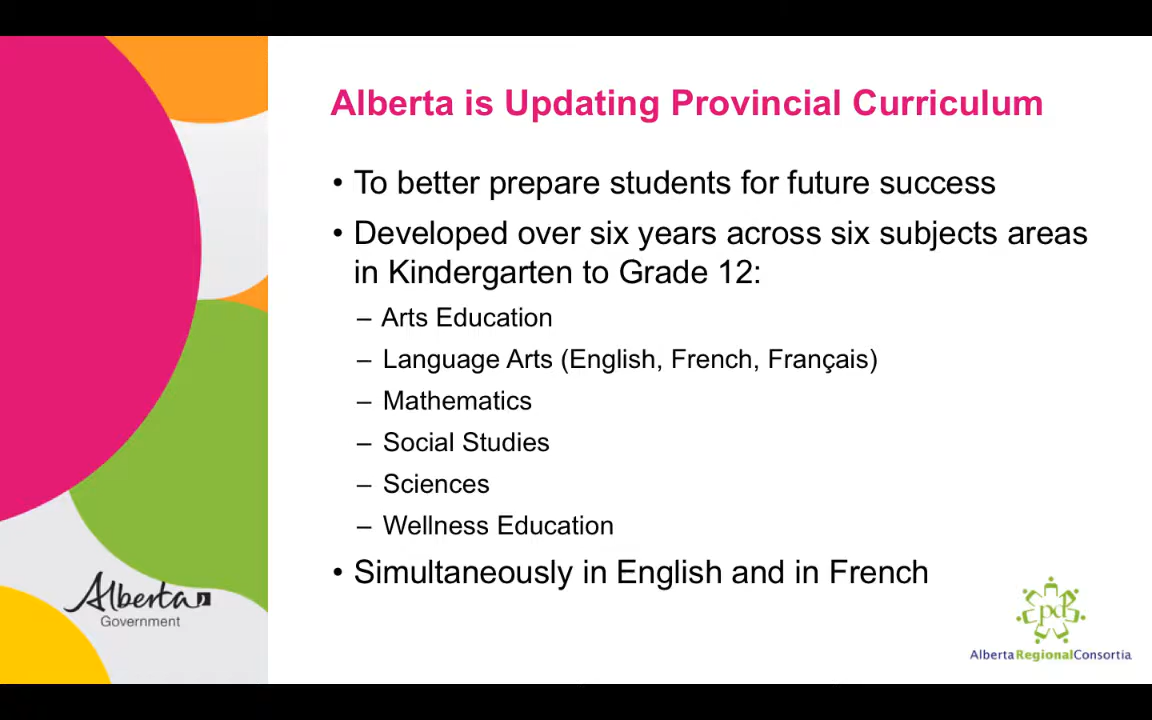 Alberta is Updating Provincial Curriculum
• To better prepare students for future success
• Developed over six years across six subjects areas
in Kindergarten to Grade 12:
– Arts Education
– Language Arts (English, French, Français)
– Mathematics
– Social Studies
– Sciences
– Wellness Education
• Simultaneously in English and in French
Alberta
Government
pd
AlbertaRegionalConsortia